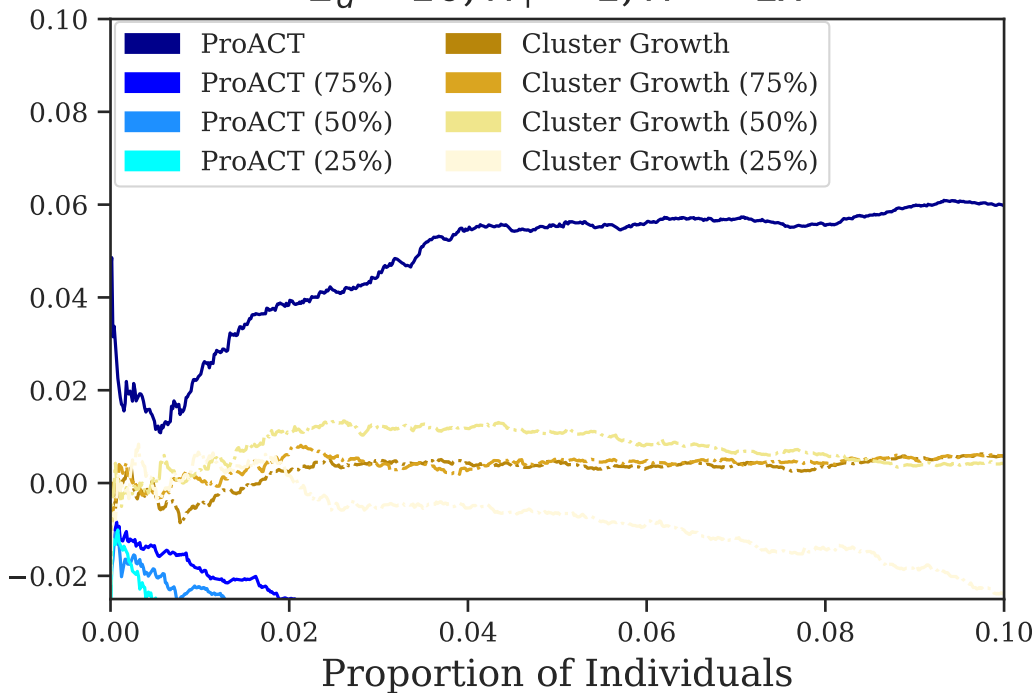 0.10
ProACT
Cluster Growth
ProACT (75%)
Cluster Growth (75%)
0.08
ProACT (50%)
Cluster Growth (50%)
ProACT (25%)
Cluster Growth (25%)
0.06
0.04
0.02
0.00
−0.02
0.00 0.02 0.04 0.06 0.08 0.10
Proportion of Individuals